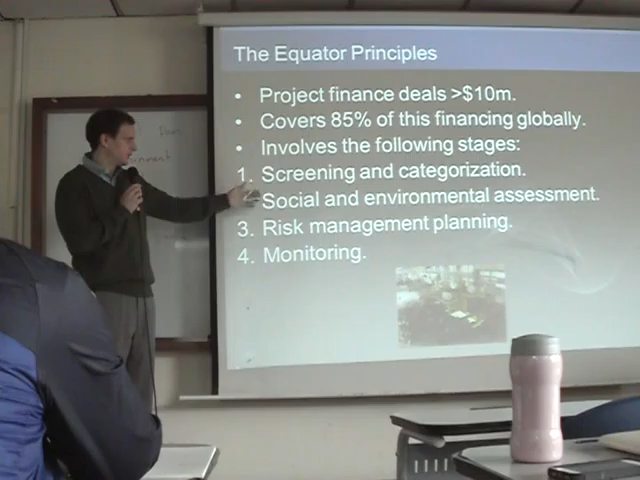 The Equator Principles
• Project finance deals >$10m.
• Covers 85% of this financing globally.
• Involves the following stages:
1. Screening and categorization.
2. Social and environmental assessment.
3. Risk management planning.
4. Monitoring.